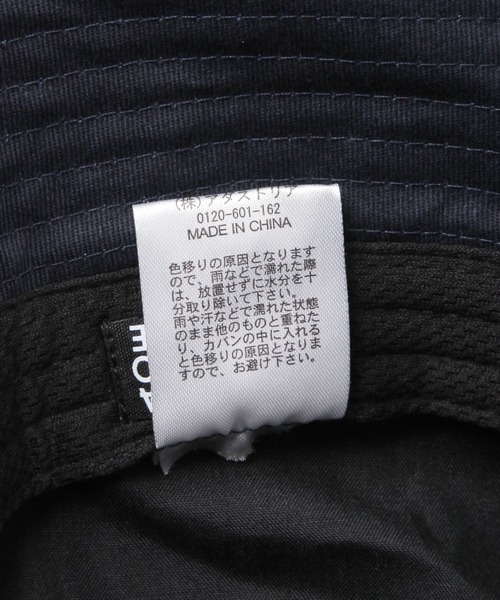 (株)アダストリア
0120-601-162
MADE IN CHINA
色移りの原因となります
ので、雨などで濡れた際
は、放置せずに水分を十
分取り除いて下さい。
雨や汗などで濡れた状態
のまま他のものと重ねた
り、カバンの中に入れる
と色移りの原因となりま
すので、お避け下さい。